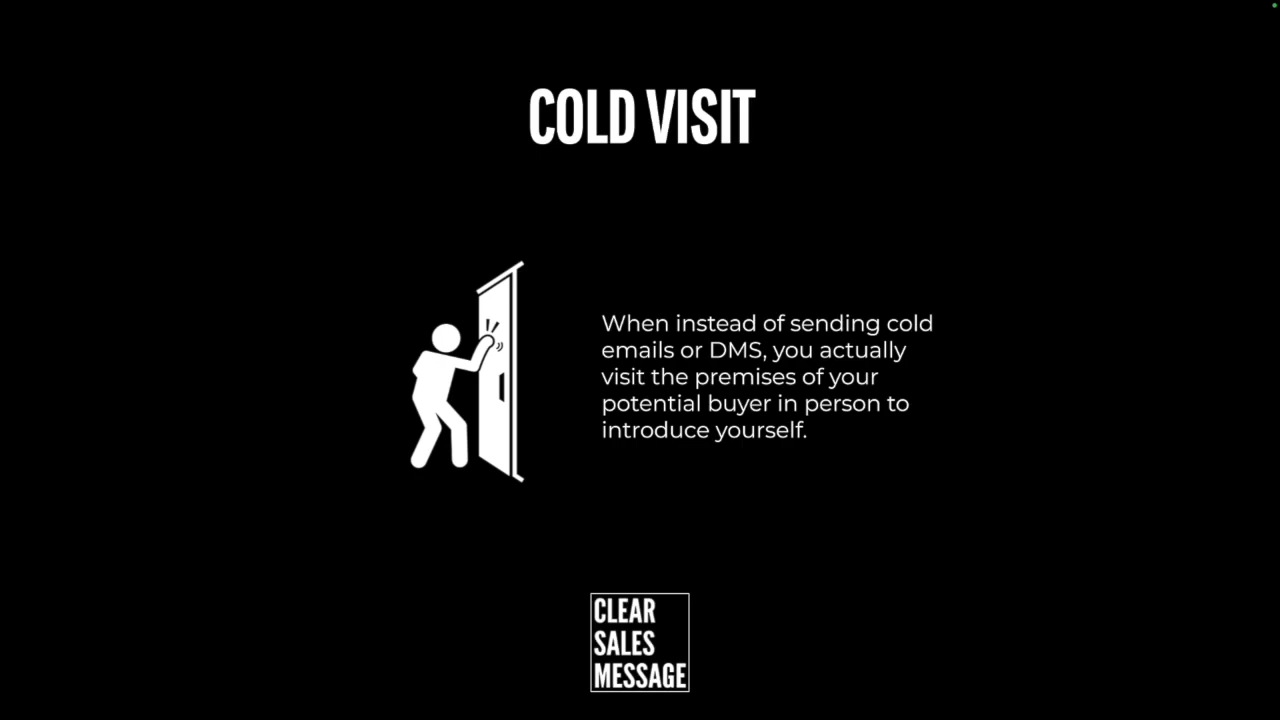 COLD VISIT
When instead of sending cold
emails or DMS, you actually
visit the premises of your
potential buyer in person to
introduce yourself.
CLEAR
SALES
MESSAGE